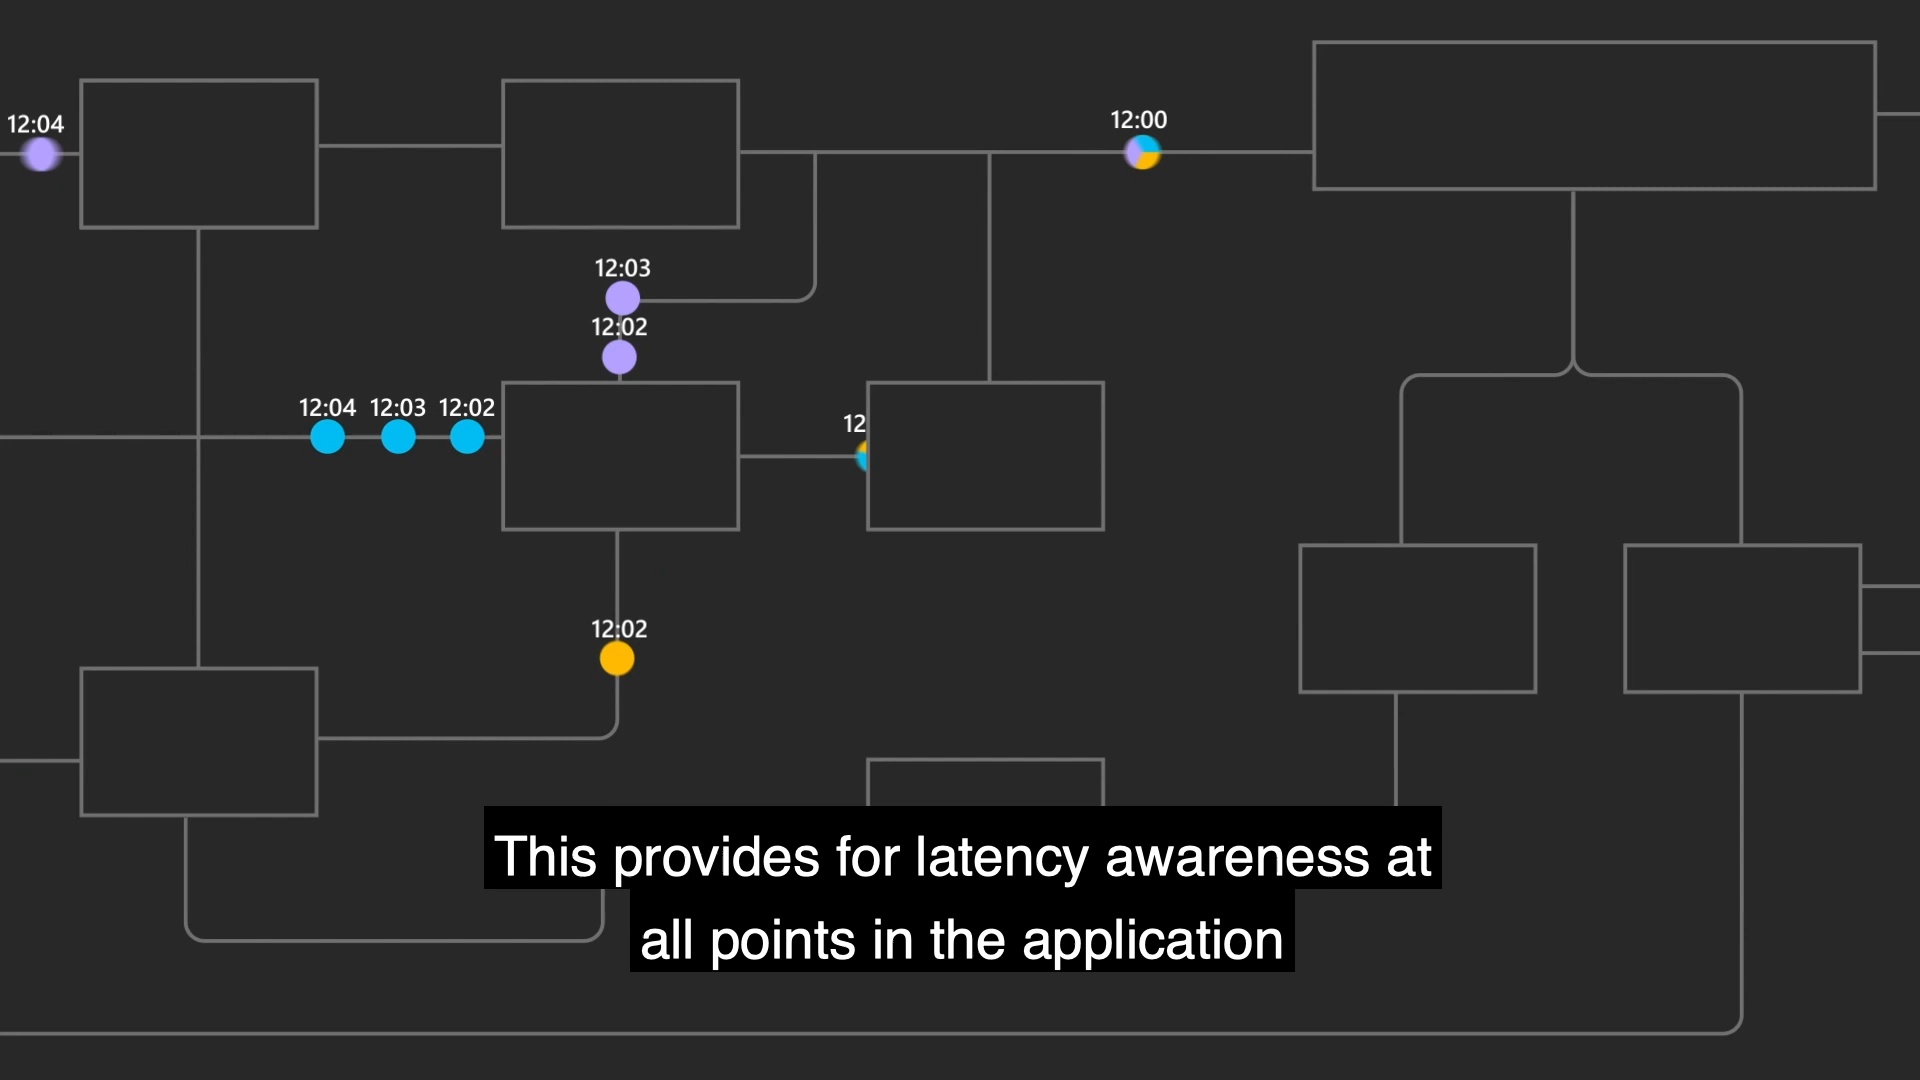 12:04
12:00
12:03
12:02
12:04 12:03 12:02
12
12:02
This provides for latency awareness at
all points in the application